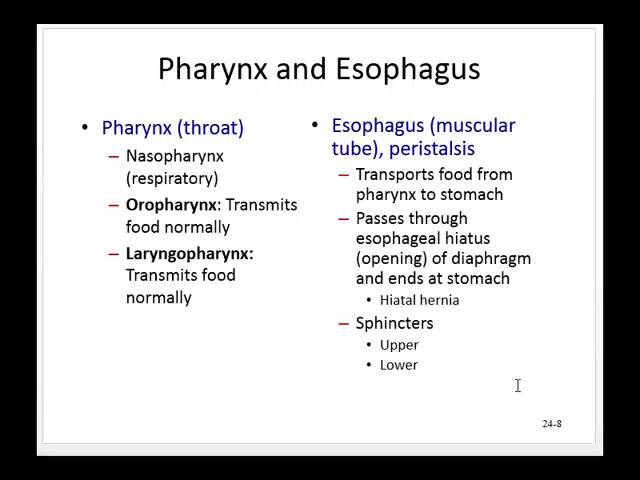 Pharynx and Esophagus
• Pharynx (throat)
– Nasopharynx
(respiratory)
– Oropharynx: Transmits
food normally
– Laryngopharynx:
Transmits food
normally
• Esophagus (muscular
tube), peristalsis
– Transports food from
pharynx to stomach
– Passes through
esophageal hiatus
(opening) of diaphragm
and ends at stomach
• Hiatal hernia
– Sphincters
• Upper
• Lower
24-8